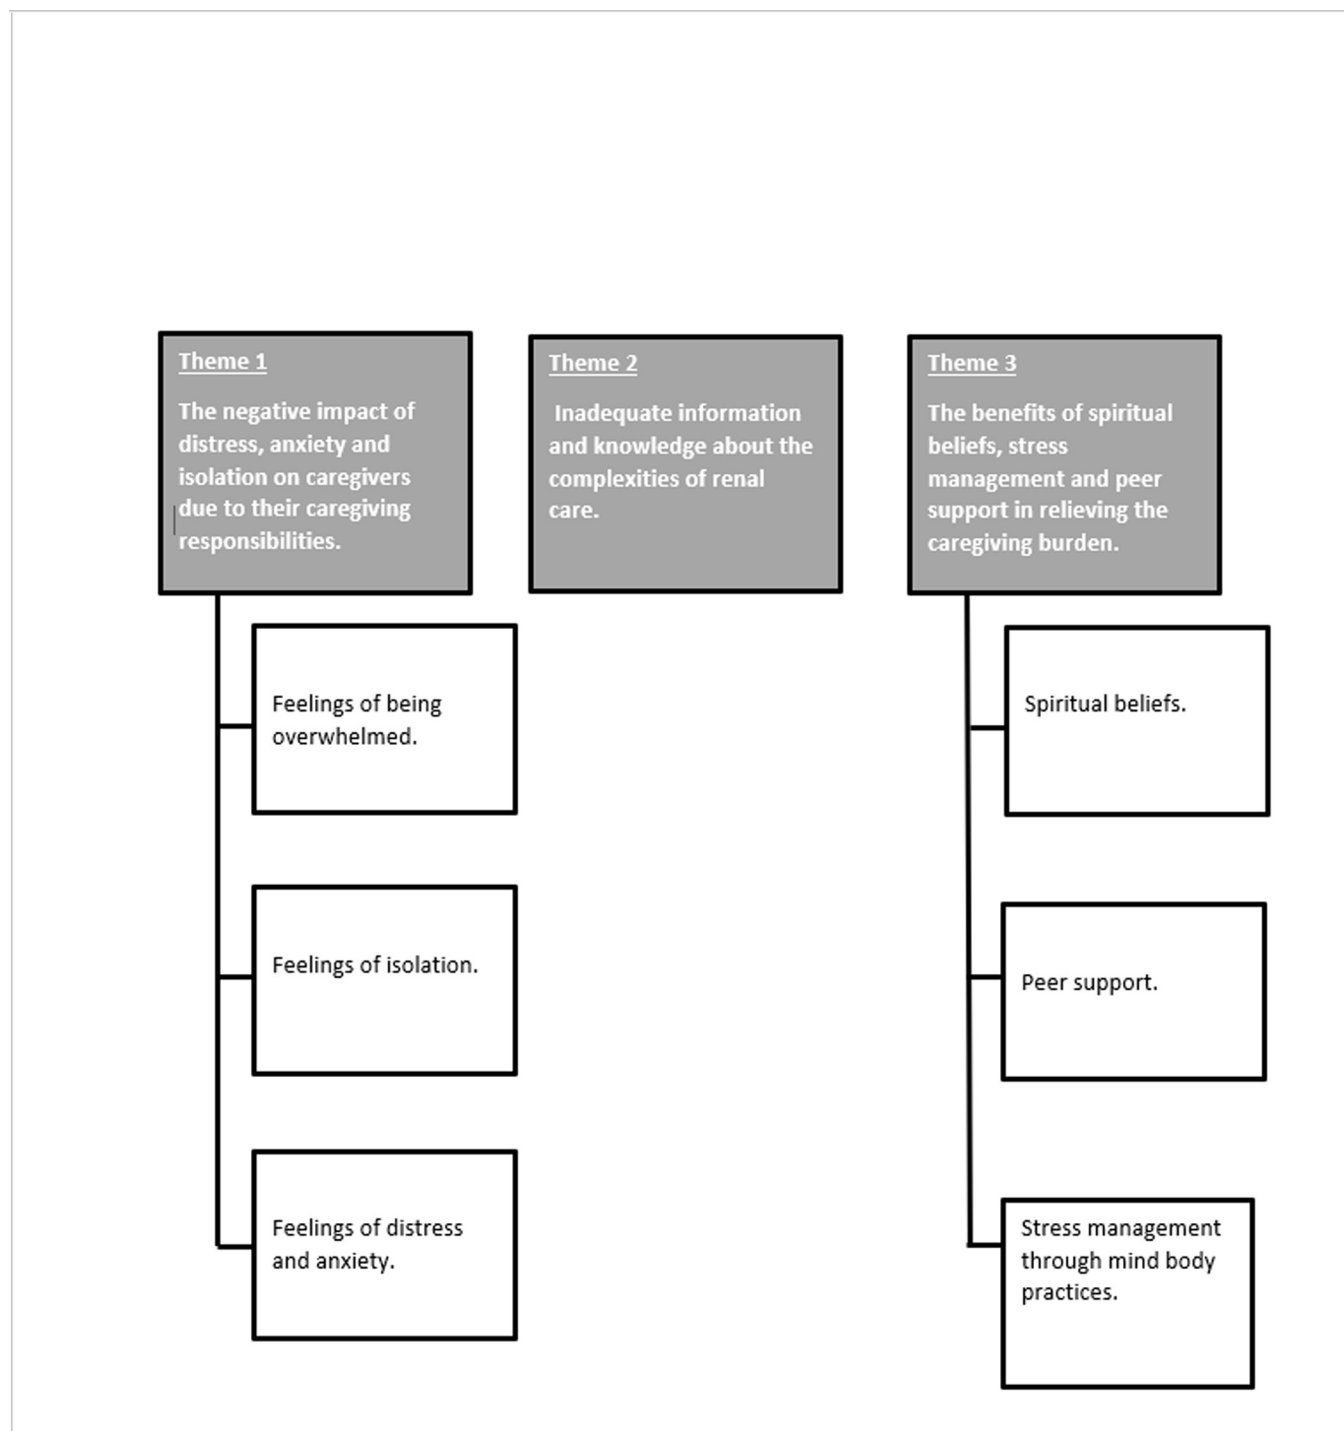 Theme 1
The negative impact of
distress, anxiety and
isolation on caregivers
due to their caregiving
responsibilities.
Feelings of being
overwhelmed.
Feelings of isolation.
Feelings of distress
and anxiety.
Theme 2
Inadequate information
and knowledge about the
complexities of renal
care.
Theme 3
The benefits of spiritual
beliefs, stress
management and peer
support in relieving the
caregiving burden.
Spiritual beliefs.
Peer support.
Stress management
through mind body
practices.